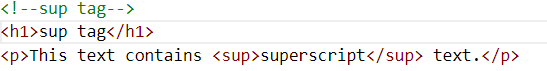 <!--sup tag-->
<h1>sup tag</h1>
<p>This text contains <sup>superscript</sup> text.</p>